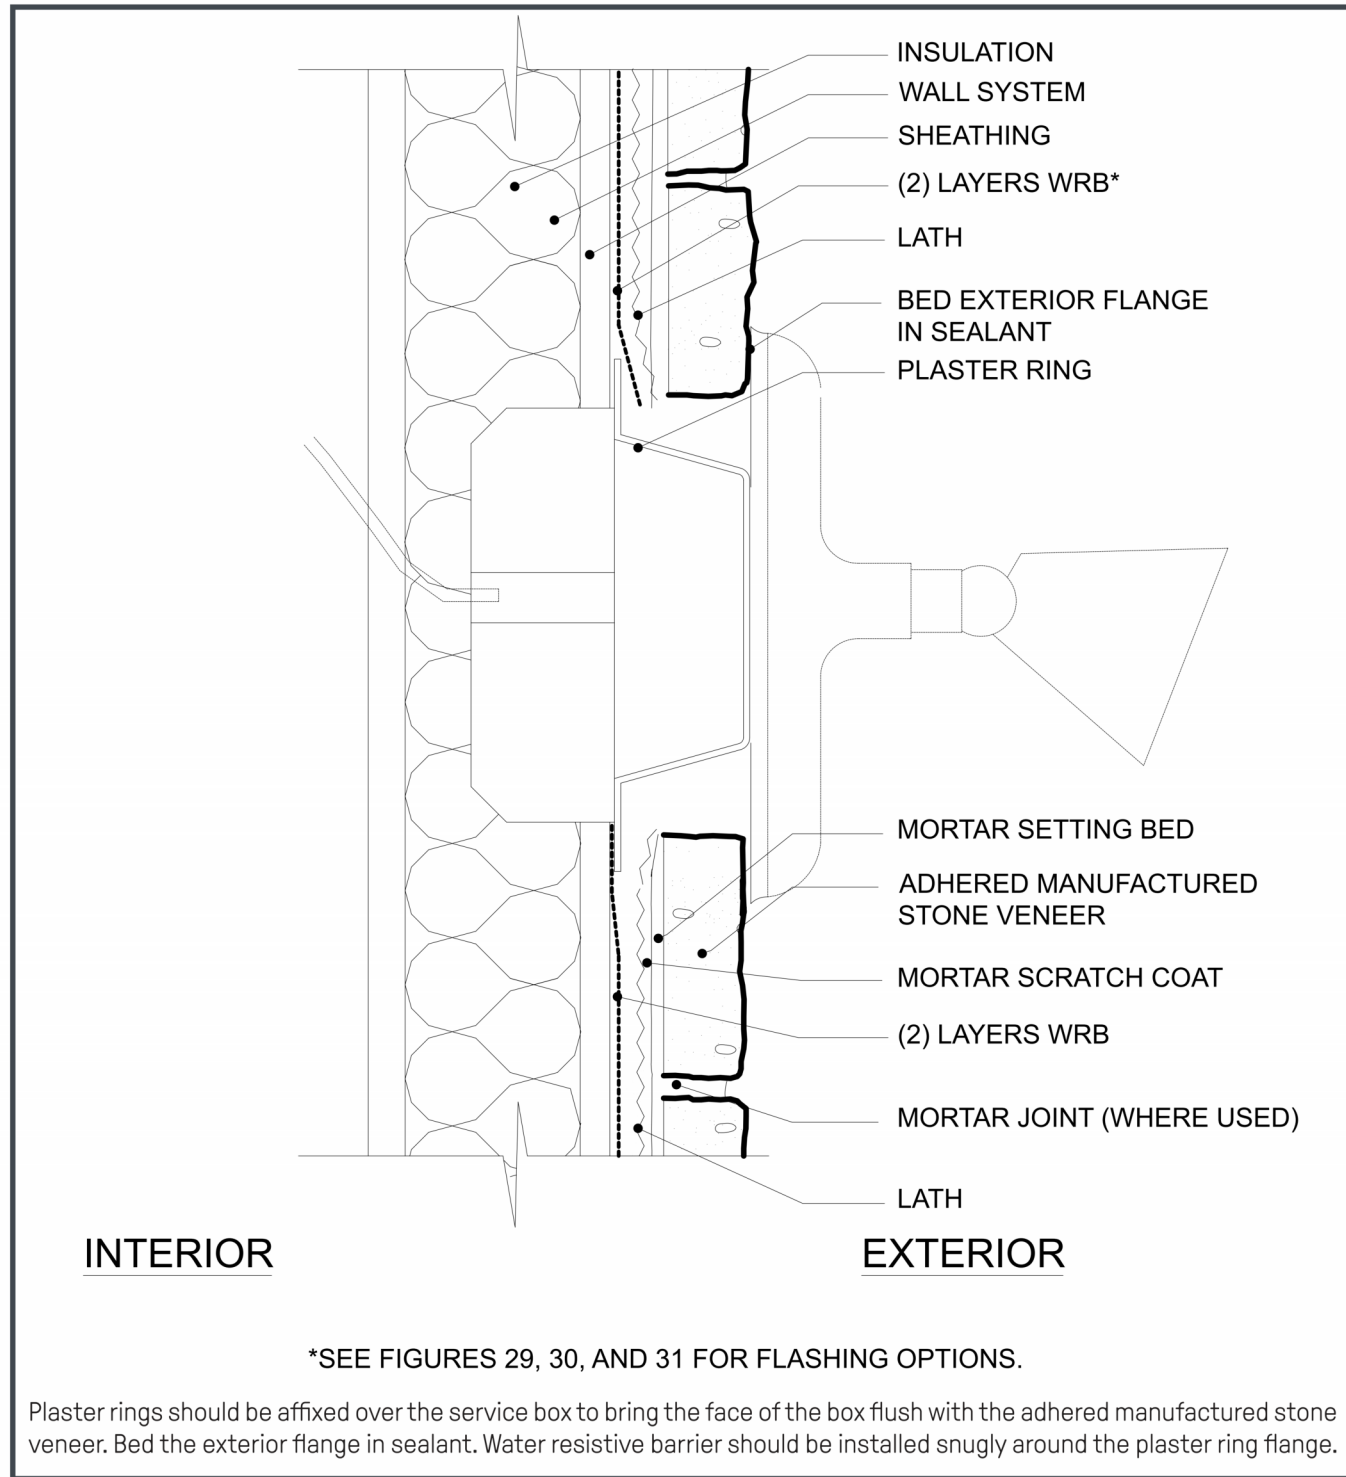 INSULATION
WALL SYSTEM
SHEATHING
(2) LAYERS WRB*
LATH
BED EXTERIOR FLANGE
IN SEALANT
PLASTER RING
MORTAR SETTING BED
ADHERED MANUFACTURED
STONE VENEER
MORTAR SCRATCH COAT
(2) LAYERS WRB
MORTAR JOINT (WHERE USED)
LATH
INTERIOR
EXTERIOR
*SEE FIGURES 29, 30, AND 31 FOR FLASHING OPTIONS.
Plaster rings should be affixed over the service box to bring the face of the box flush with the adhered manufactured stone
veneer. Bed the exterior flange in sealant. Water resistive barrier should be installed snugly around the plaster ring flange.